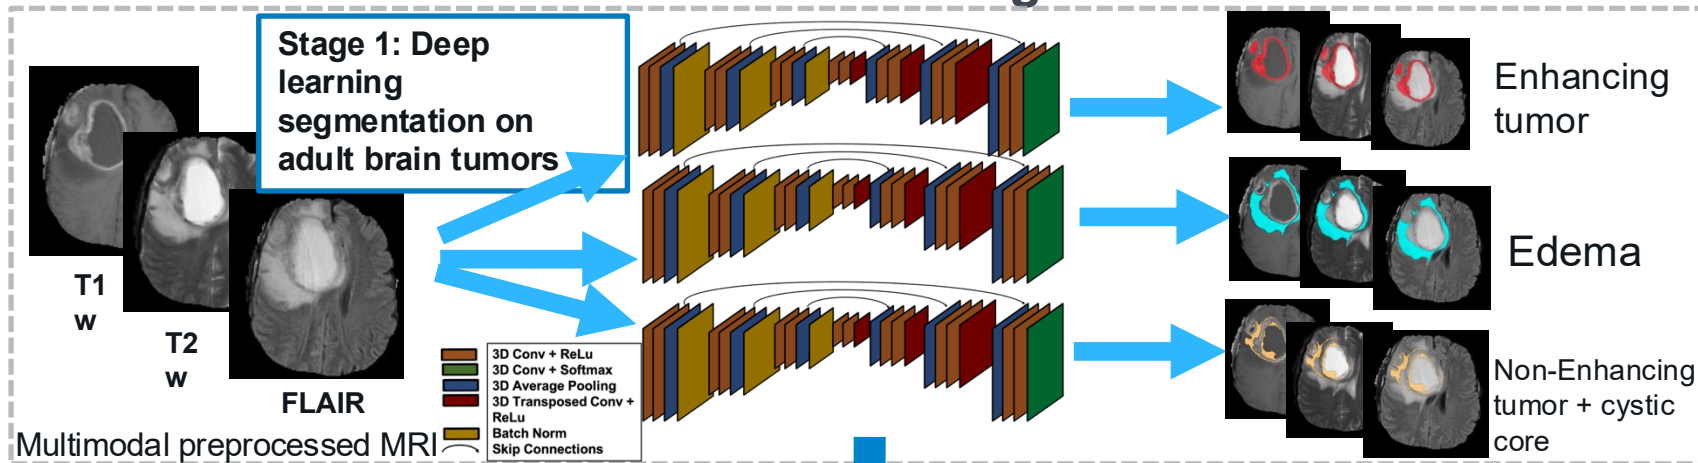 Stage 1: Deep
learning
segmentation on
adult brain tumors
T1
w
T2
w
FLAIR
Multimodal preprocessed MRI
3D Conv + ReLu
3D Conv + Softmax
3D Average Pooling
3D Transposed Conv +
ReLu
Batch Norm
Skip Connections
Enhancing
tumor
Edema
Non-Enhancing
tumor + cystic
core